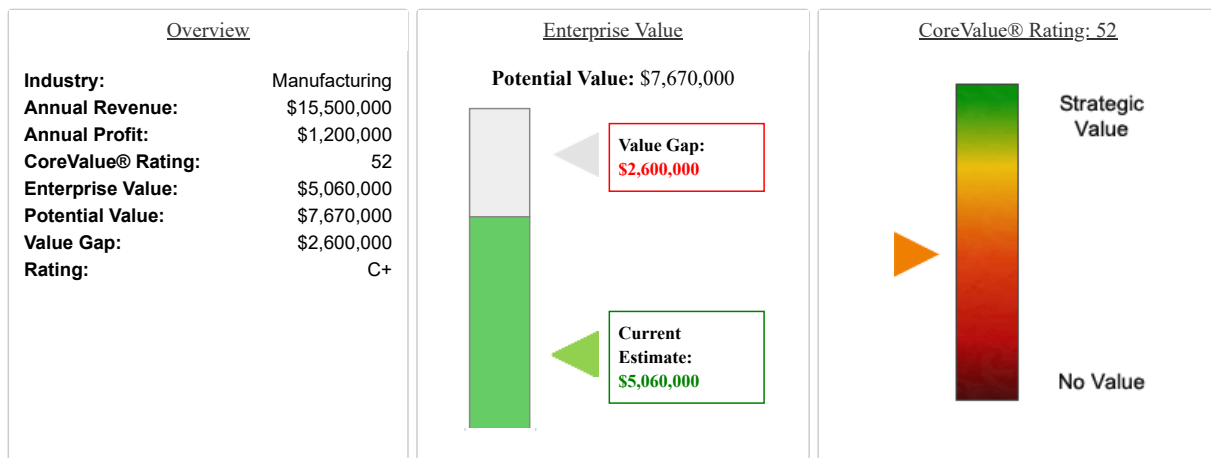 Overview
Industry: Manufacturing
Annual Revenue: $15,500,000
Annual Profit: $1,200,000
CoreValue® Rating: 52
Enterprise Value: $5,060,000
Potential Value: $7,670,000
Value Gap: $2,600,000
Rating: C+
Enterprise Value
Potential Value: $7,670,000
Value Gap:
$2,600,000
Current
Estimate:
$5,060,000
CoreValue® Rating: 52
Strategic
Value
No Value